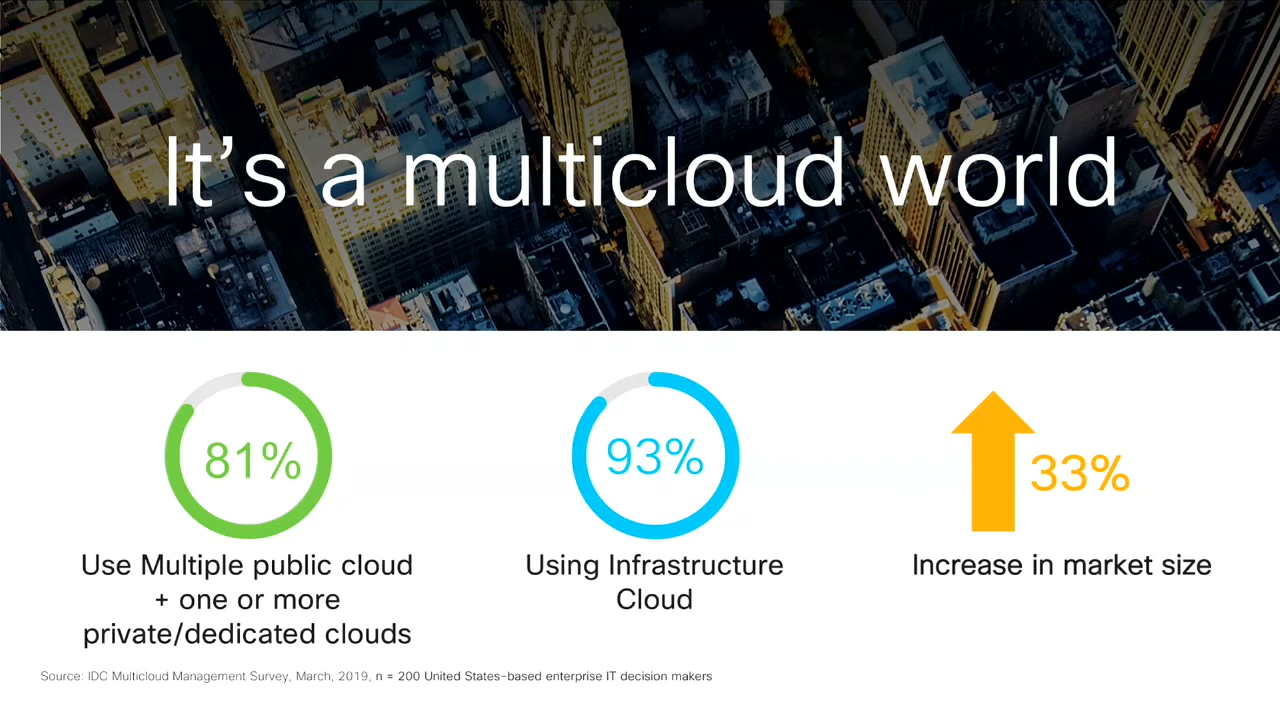 It’s a multicloud world
81%
Use Multiple public cloud
+ one or more
private/dedicated clouds
93%
Using Infrastructure
Cloud
33%
Increase in market size
Source: IDC Multicloud Management Survey, March, 2019, n = 200 United States-based enterprise IT decision makers